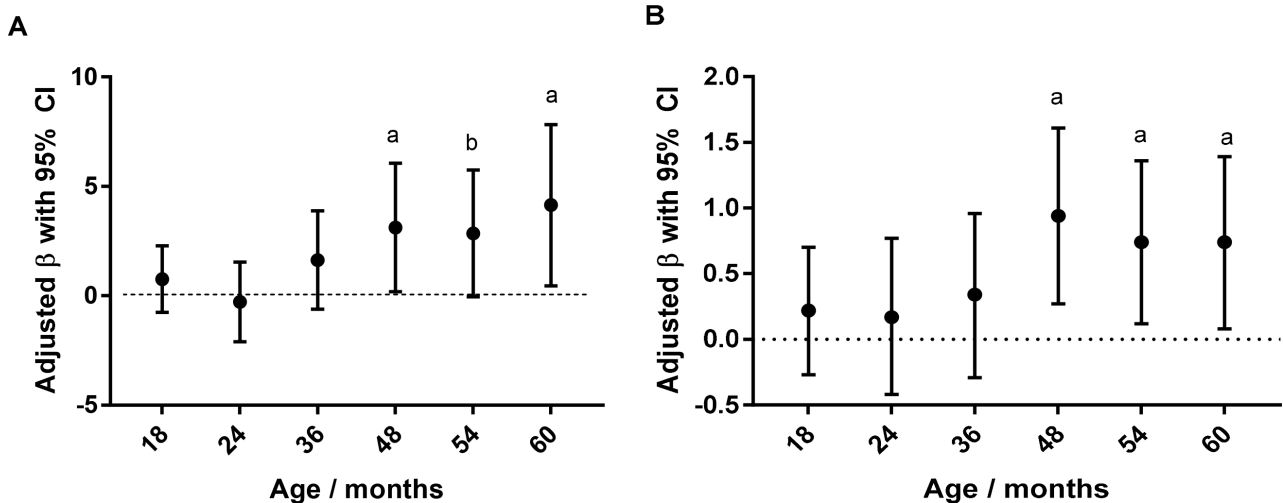 A
Adjusted β with 95% CI
10
5
0
-5
a
b
a
18
24
36
48
54
60
Age / months
B
Adjusted β with 95% CI
2.0
1.5
1.0
0.5
0.0
-0.5
a
a
a
18
24
36
48
54
60
Age / months